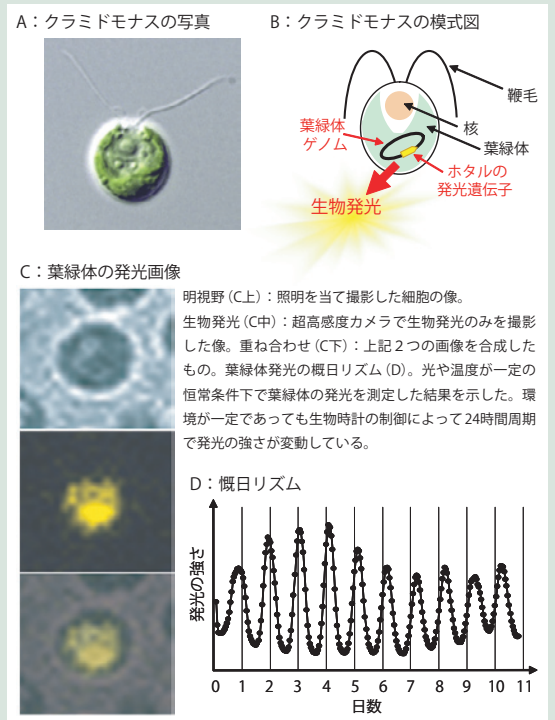 A：クラミドモナスの写真
B：クラミドモナスの模式図
鞭毛
核
葉緑体
葉緑体
ゲノム
ホタルの
発光遺伝子
生物発光
C：葉緑体の発光画像
明視野（C上）：照明を当て撮影した細胞の像。
生物発光（C中）：超高感度カメラで生物発光のみを撮影
した像。重ね合わせ（C下）：上記２つの画像を合成した
もの。葉緑体発光の概日リズム（D）。光や温度が一定の
恒常条件下で葉緑体の発光を測定した結果を示した。環
境が一定であっても生物時計の制御によって24時間周期
で発光の強さが変動している。
D：慨日リズム
発光の強さ
0 1 2 3 4 5 6 7 8 9 10 11
日数